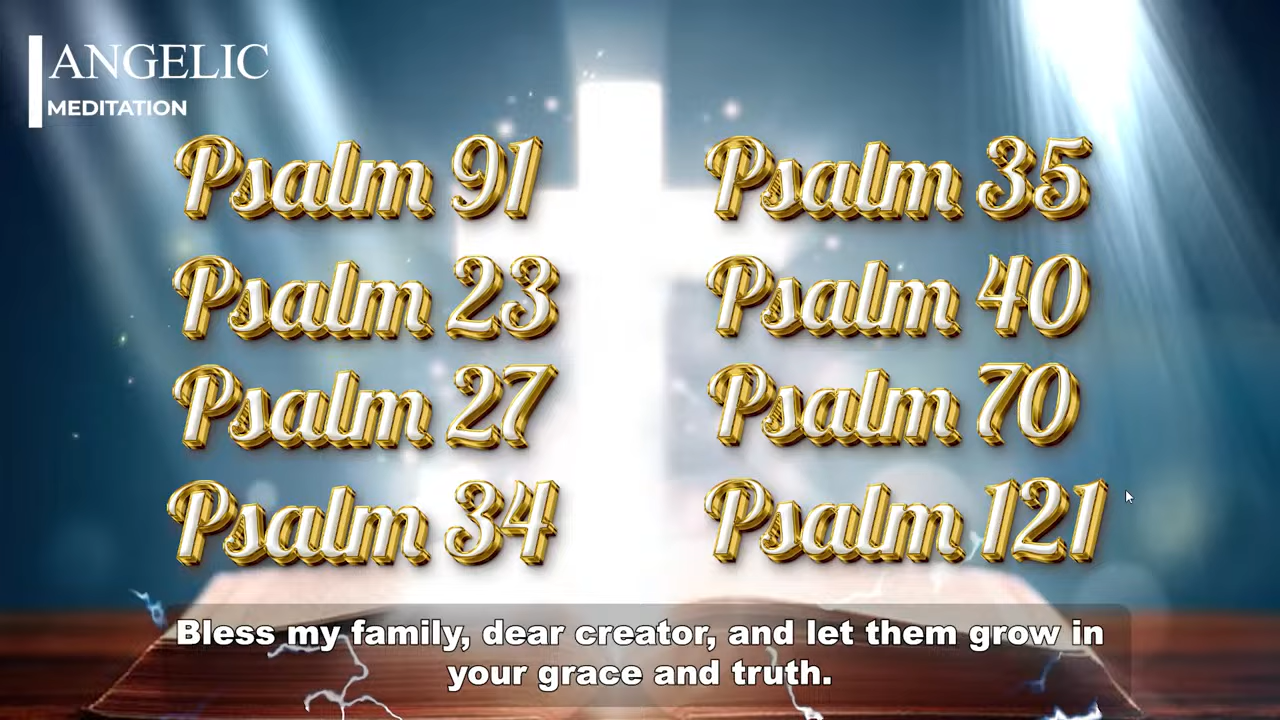 ANGELIC
MEDITATION
Psalm 91
Psalm 23
Psalm 27
Psalm 34
Psalm 35
Psalm 40
Psalm 70
Psalm 121
Bless my family, dear creator, and let them grow in
your grace and truth.